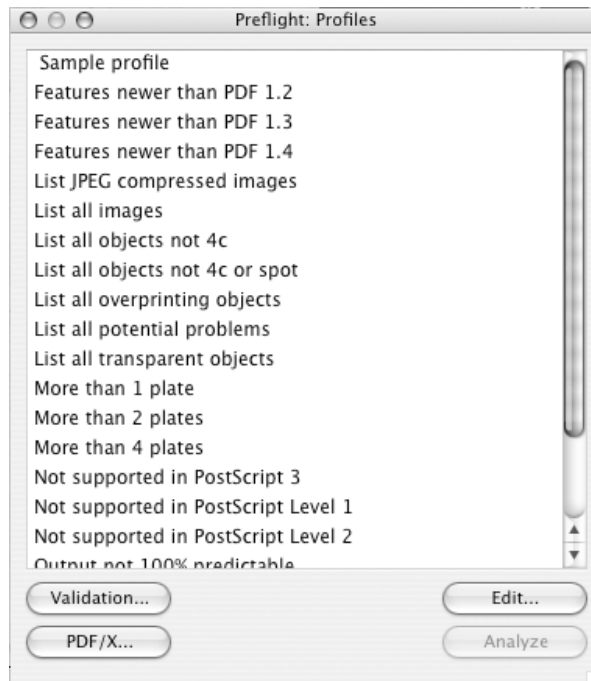 Preflight: Profiles
Sample profile
Features newer than PDF 1.2
Features newer than PDF 1.3
Features newer than PDF 1.4
List JPEG compressed images
List all images
List all objects not 4c
List all objects not 4c or spot
List all overprinting objects
List all potential problems
List all transparent objects
More than 1 plate
More than 2 plates
More than 4 plates
Not supported in PostScript 3
Not supported in PostScript Level 1
Not supported in PostScript Level 2
Output not 100% predictable
Validation... Edit...
PDF/X... Analyze